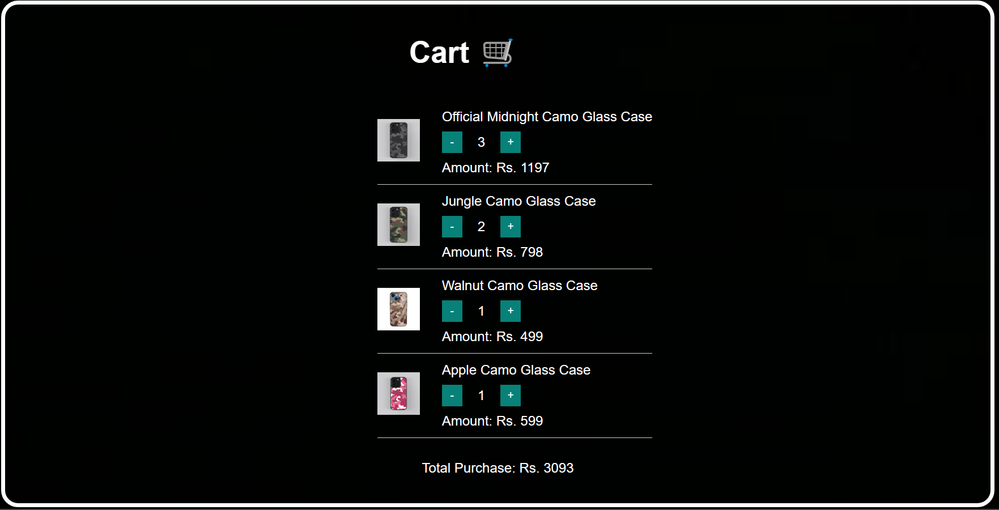 Cart
Official Midnight Camo Glass Case
- 3 +
Amount: Rs. 1197
Jungle Camo Glass Case
- 2 +
Amount: Rs. 798
Walnut Camo Glass Case
- 1 +
Amount: Rs. 499
Apple Camo Glass Case
- 1 +
Amount: Rs. 599
Total Purchase: Rs. 3093